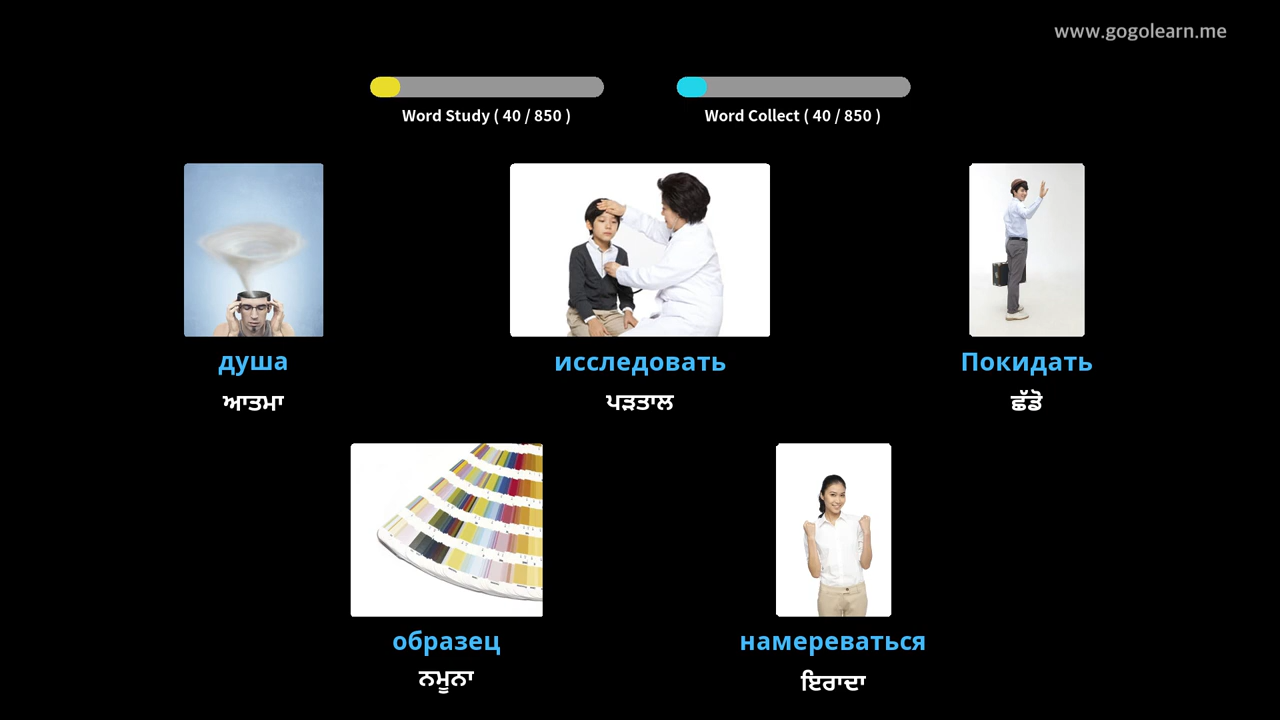 www.gogolearn.me
Word Study ( 40 / 850 )
Word Collect ( 40 / 850 )
душа
исследовать
Покидать
ਆਤਮਾ
ਪੜਤਾਲ
ਛੱਡੋ
образец
намереваться
ਨਮੂਨਾ
ਇਰਾਦਾ